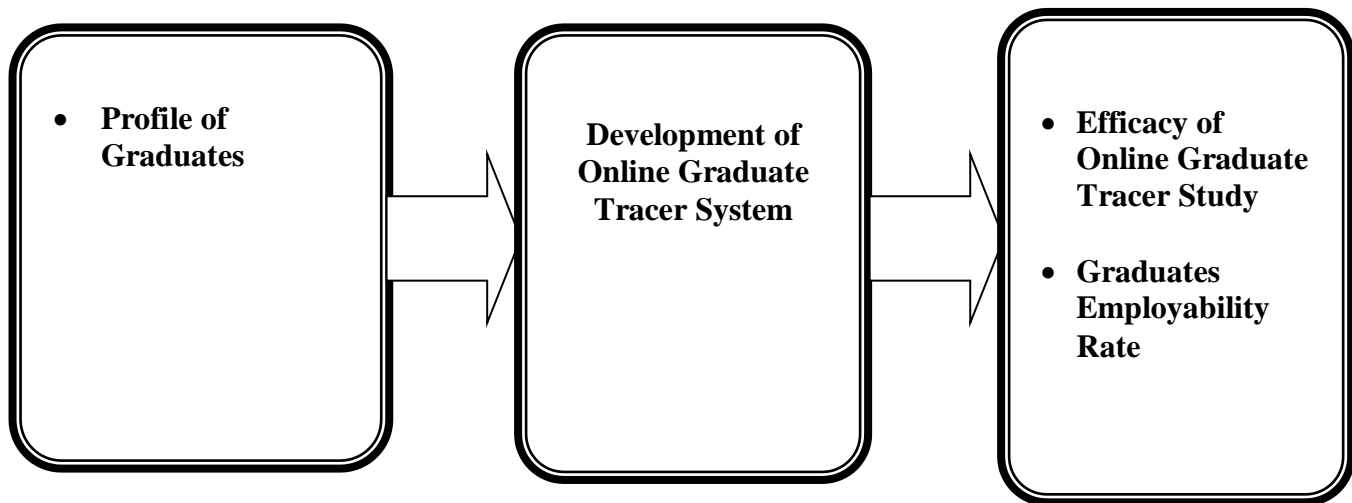 • Profile of
Graduates
Development of
Online Graduate
Tracer System
• Efficacy of
Online Graduate
Tracer Study
• Graduates
Employability
Rate